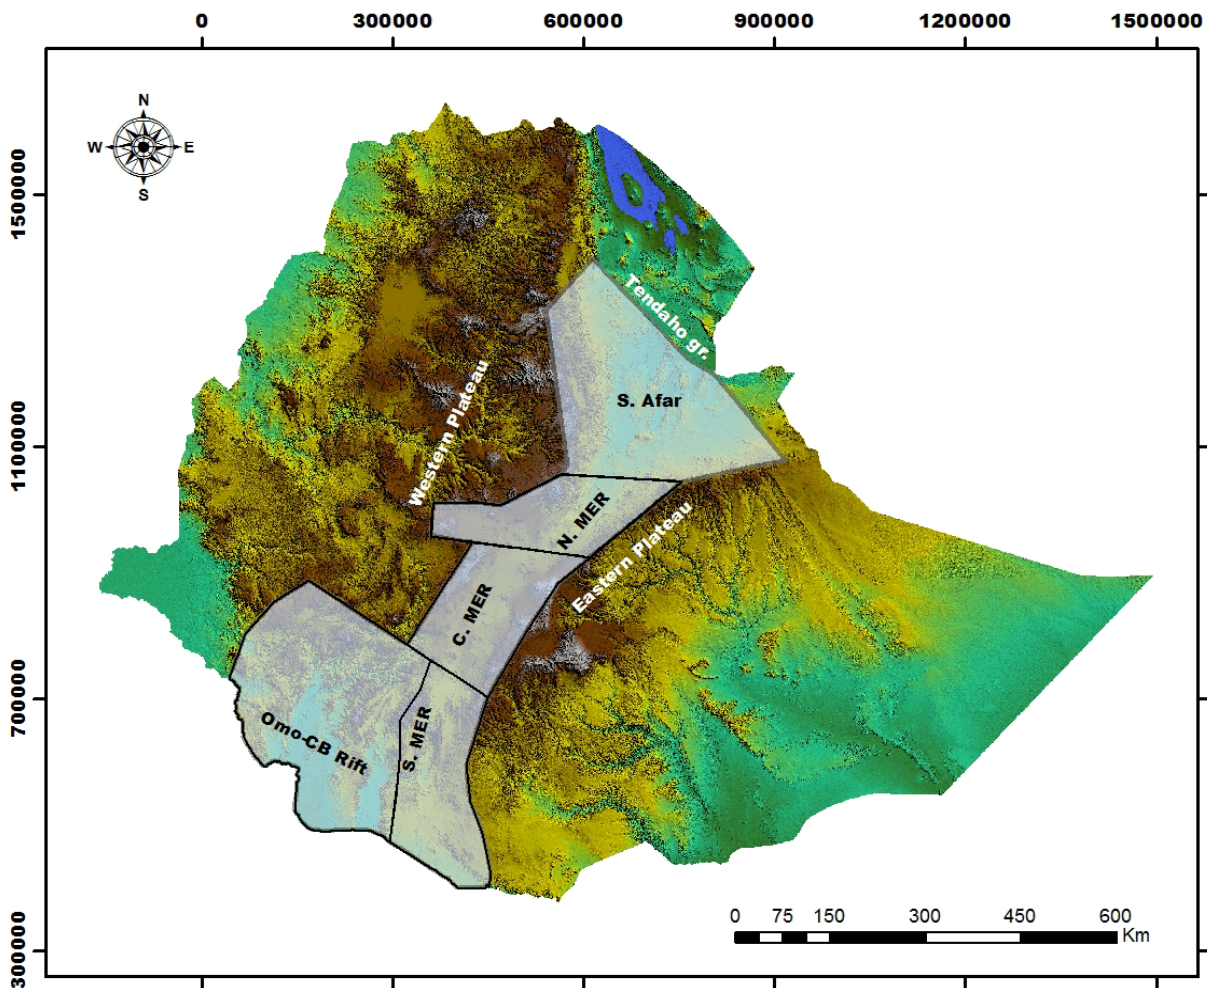 0 300000 600000 900000 1200000 1500000
N
W E
S
1500000
Tendaho gr.
Western Plateau
S. Afar
1100000
N. MER
Eastern Plateau
C. MER
700000
Omo-CB Rift
S. MER
0 75 150 300 450 600
Km
300000